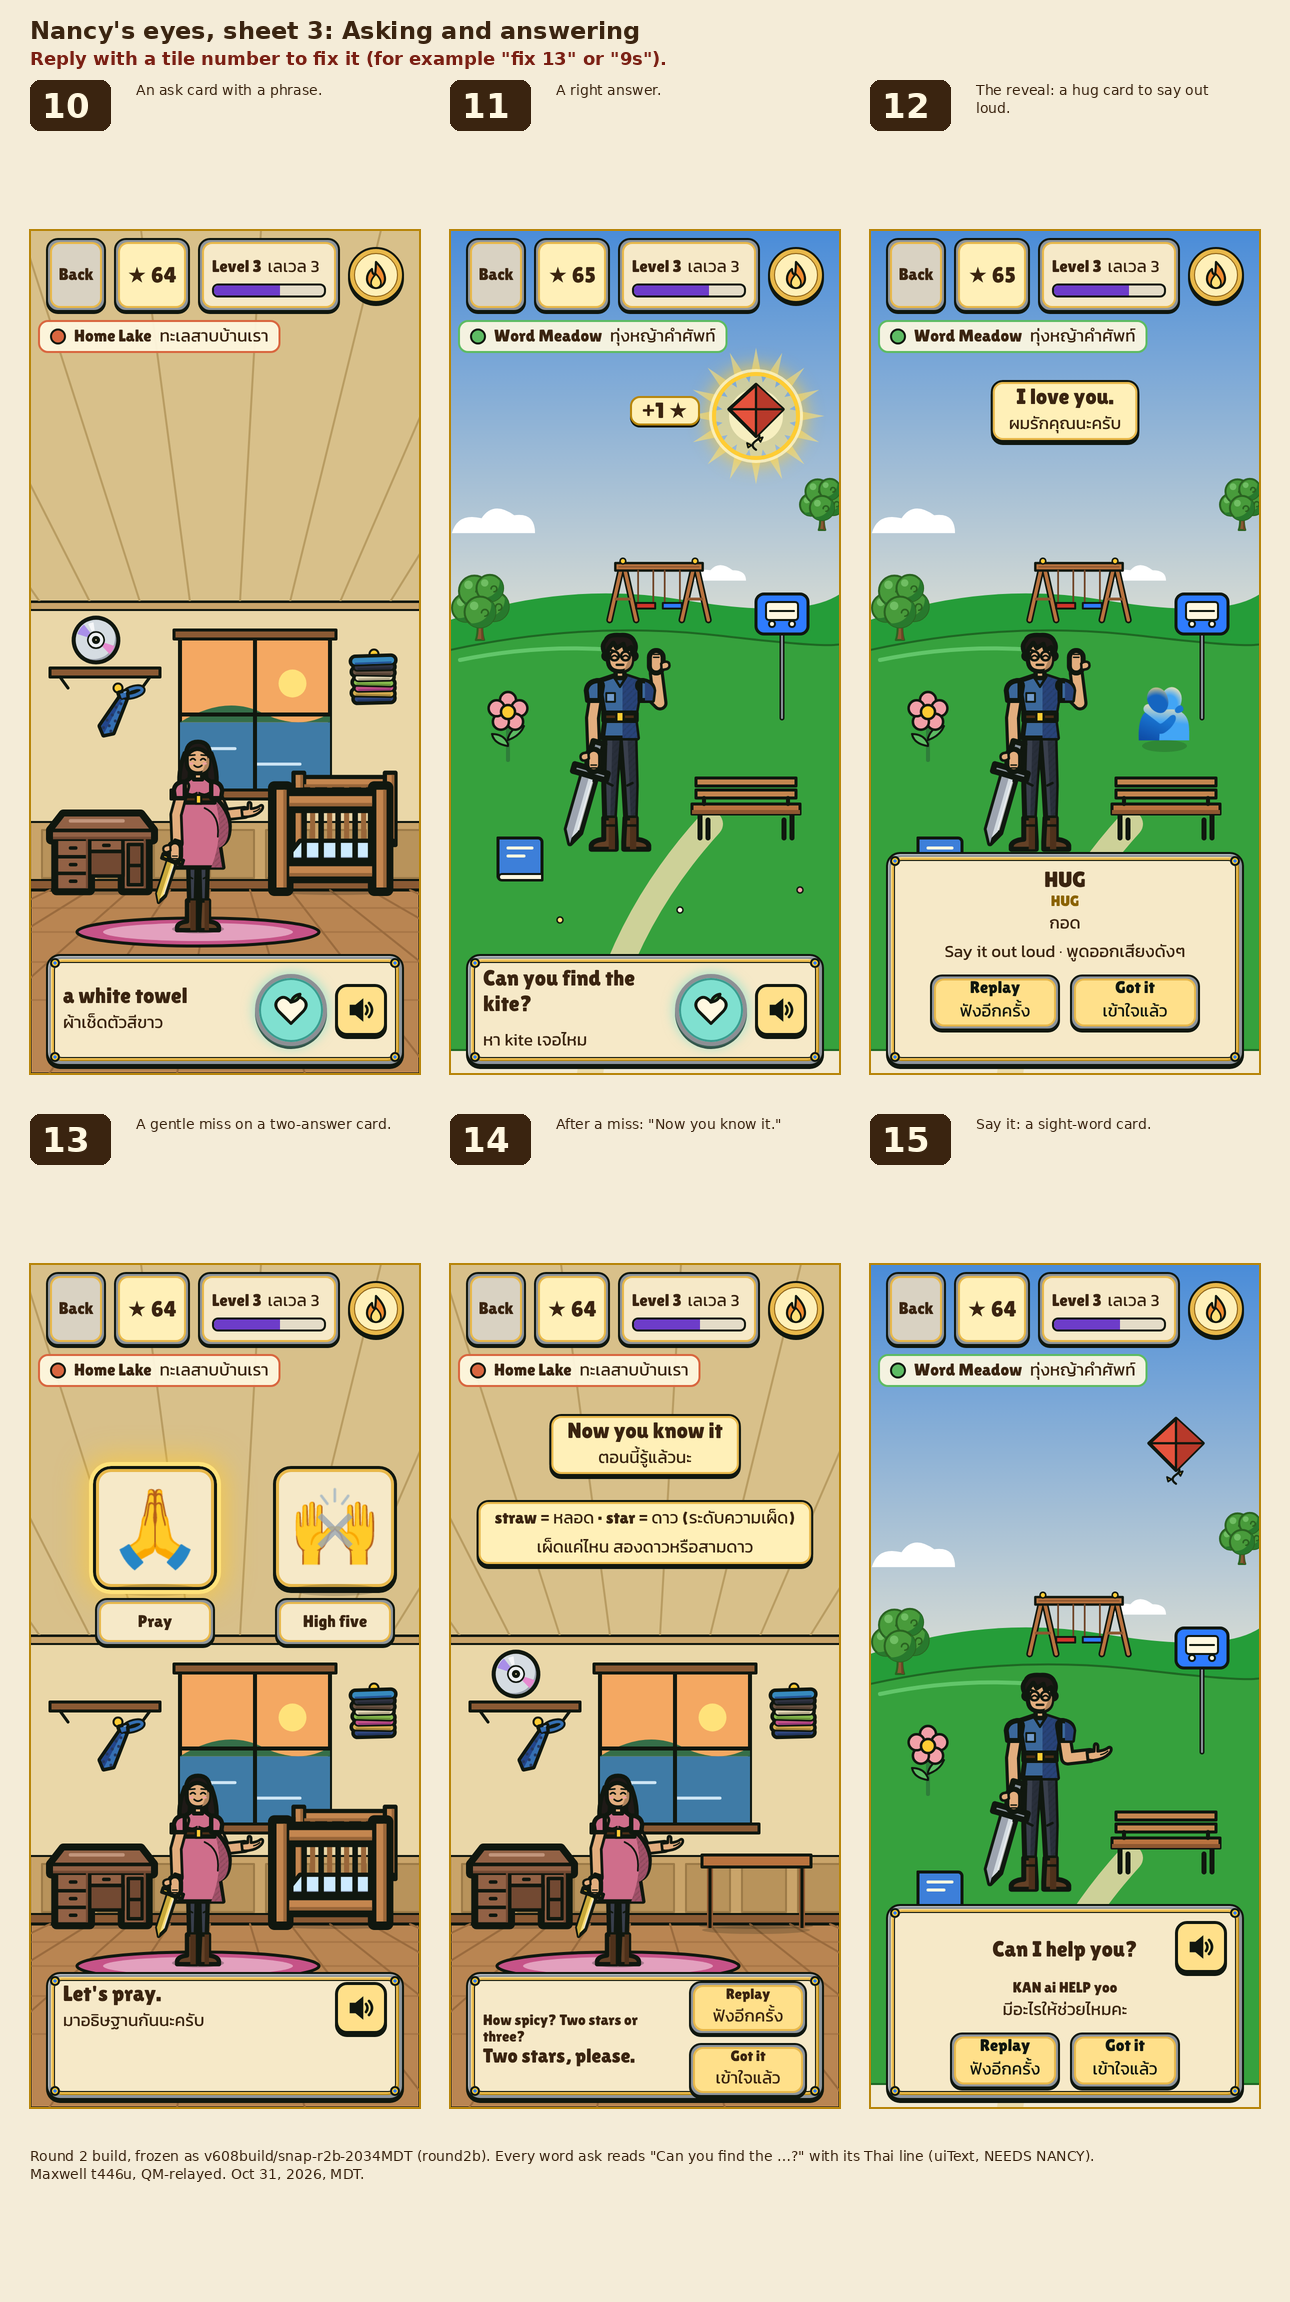 Nancy's eyes, sheet 3: Asking and answering
Reply with a tile number to fix it (for example "fix 13" or "9s").
10
An ask card with a phrase.
11
A right answer.
12
The reveal: a hug card to say out
loud.
Back
★ 64
Level 3 เลเวล 3
Home Lake ทะเลสาบบ้านเรา
a white towel
ผ้าเช็ดตัวสีขาว
Back
★ 65
Level 3 เลเวล 3
Word Meadow ทุ่งหญ้าคำศัพท์
+1 ★
Can you find the
kite?
หา kite เจอไหม
Back
★ 65
Level 3 เลเวล 3
Word Meadow ทุ่งหญ้าคำศัพท์
I love you.
ผมรักคุณนะครับ
HUG
HUG
กอด
Say it out loud · พูดออกเสียงดังๆ
Replay
ฟังอีกครั้ง
Got it
เข้าใจแล้ว
13
A gentle miss on a two-answer card.
14
After a miss: "Now you know it."
15
Say it: a sight-word card.
Back
★ 64
Level 3 เลเวล 3
Home Lake ทะเลสาบบ้านเรา
Pray
High five
Let's pray.
มาอธิษฐานกันนะครับ
Back
★ 64
Level 3 เลเวล 3
Home Lake ทะเลสาบบ้านเรา
Now you know it
ตอนนี้รู้แล้วนะ
straw = หลอด · star = ดาว (ระดับความเผ็ด)
เผ็ดแค่ไหน สองดาวหรือสามดาว
How spicy? Two stars or
three?
Two stars, please.
Replay
ฟังอีกครั้ง
Got it
เข้าใจแล้ว
Back
★ 64
Level 3 เลเวล 3
Word Meadow ทุ่งหญ้าคำศัพท์
Can I help you?
KAN ai HELP yoo
มีอะไรให้ช่วยไหมคะ
Replay
ฟังอีกครั้ง
Got it
เข้าใจแล้ว
Round 2 build, frozen as v608build/snap-r2b-2034MDT (round2b). Every word ask reads "Can you find the ...?" with its Thai line (uiText, NEEDS NANCY).
Maxwell t446u, QM-relayed. Oct 31, 2026, MDT.